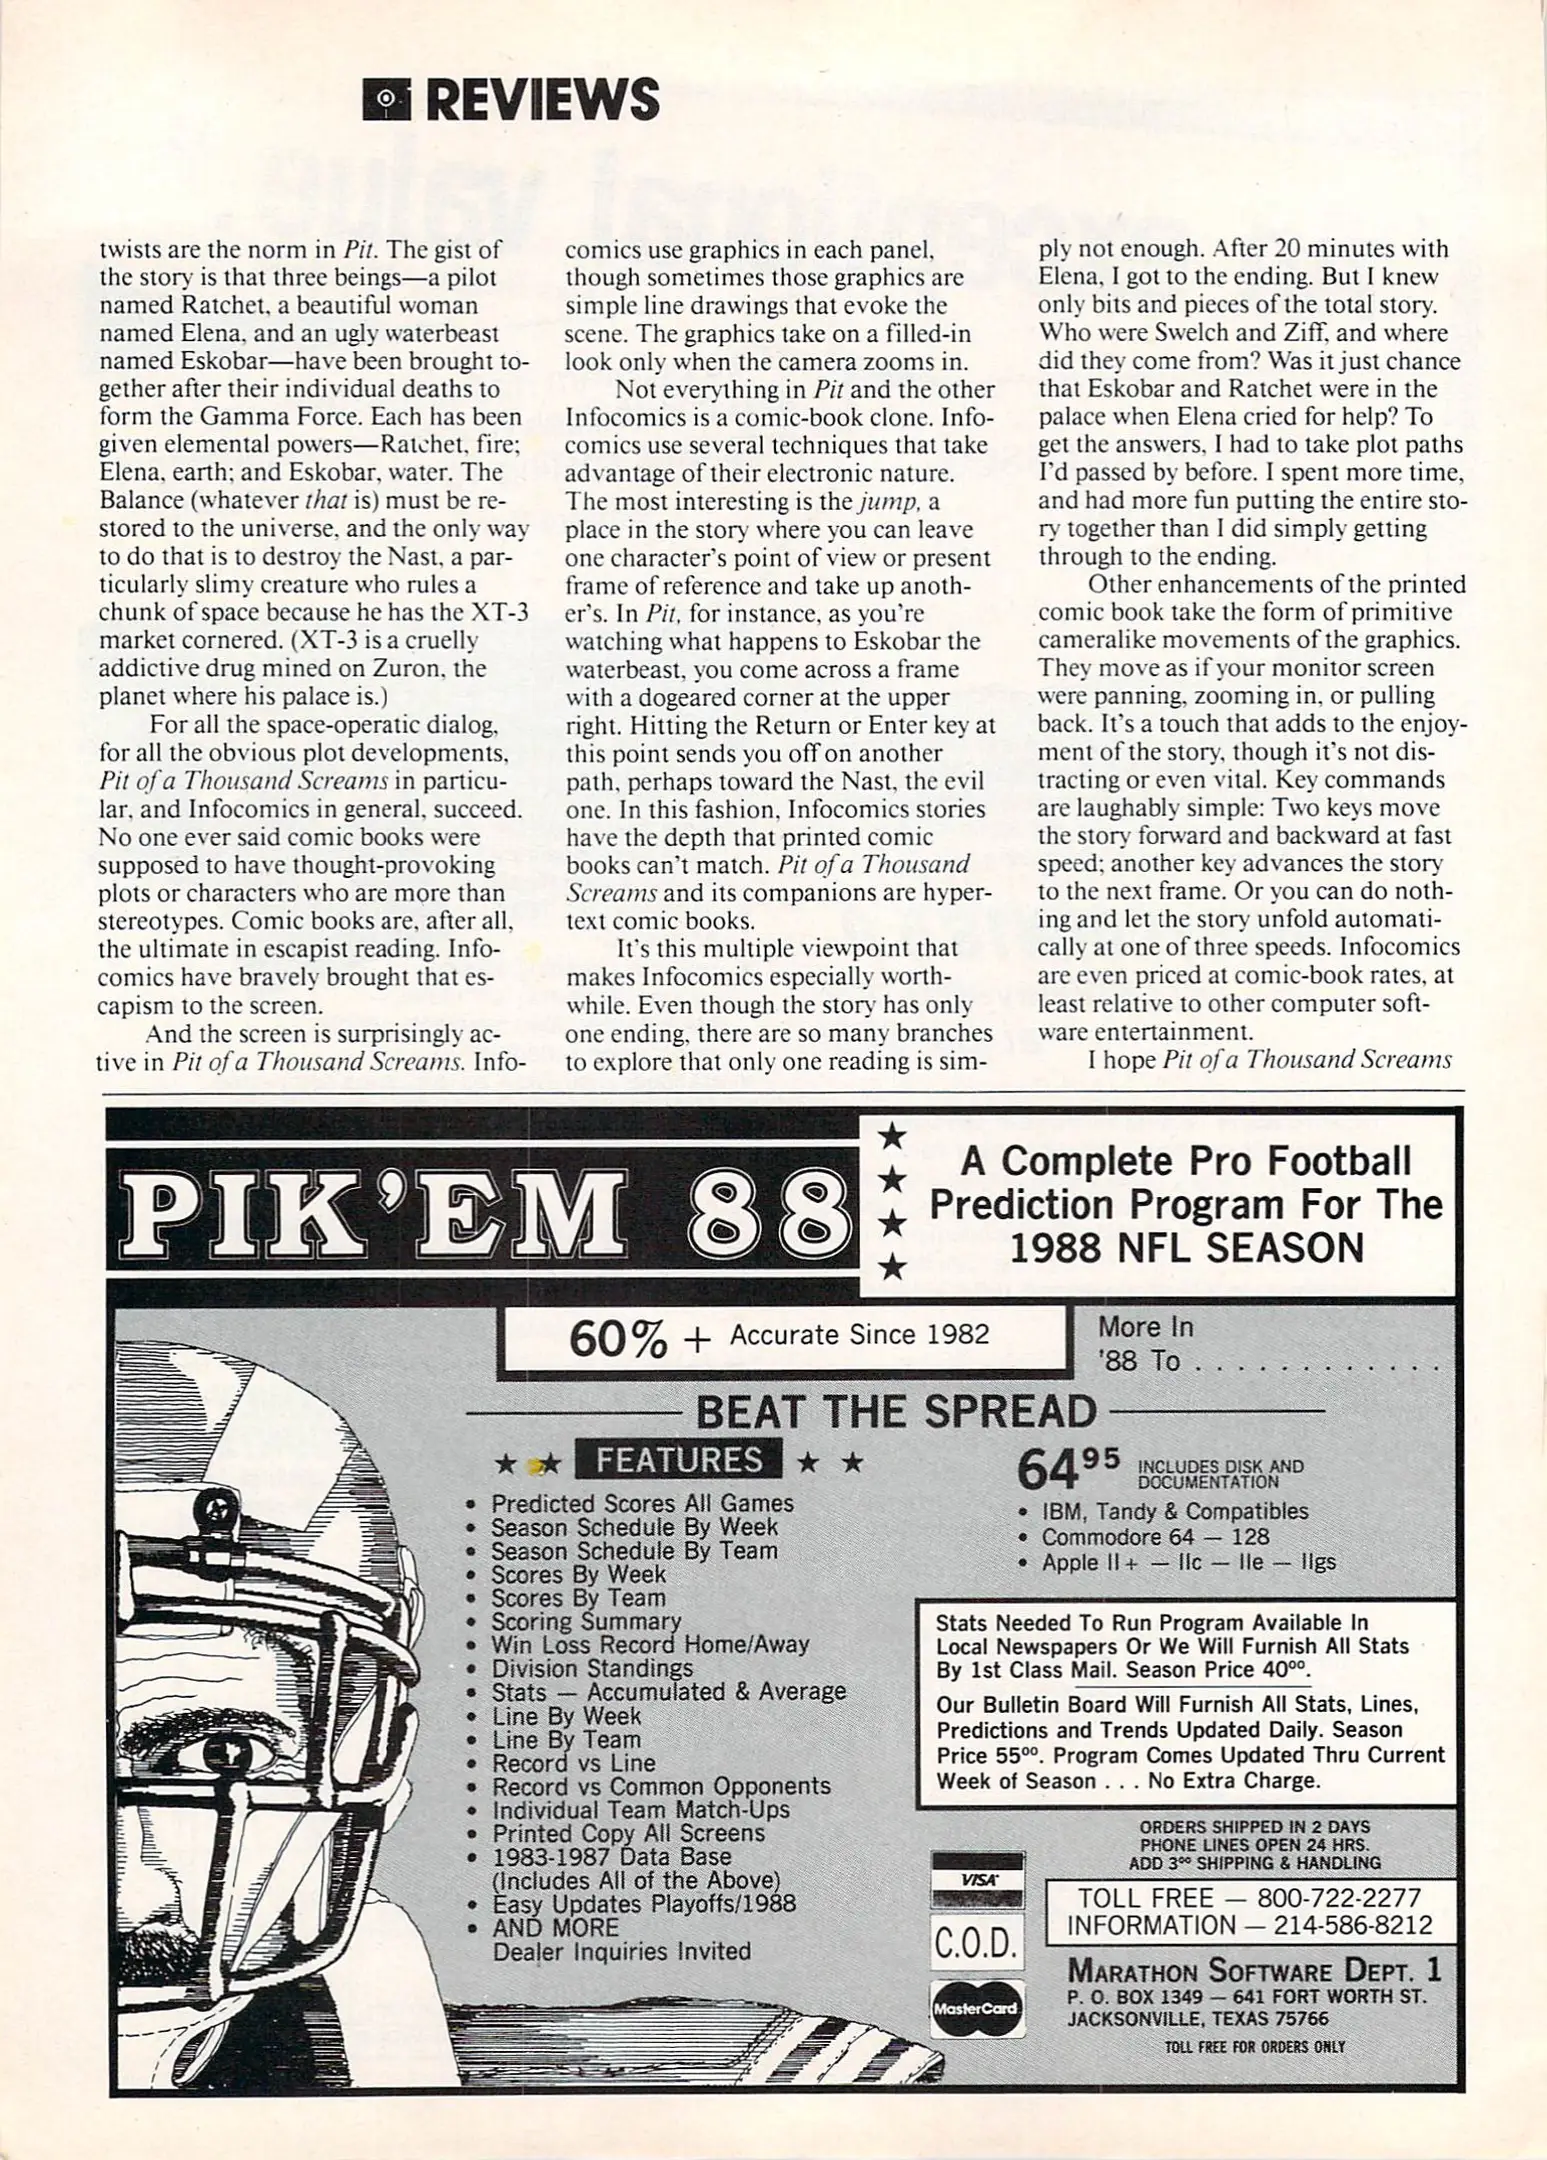 REVIEWS
twists are the norm in Pit. The gist of
the story is that three beings—a pilot
named Ratchet, a beautiful woman
named Elena, and an ugly waterbeast
named Eskobar—have been brought to-
gether after their individual deaths to
form the Gamma Force. Each has been
given elemental powers—Ratchet, fire;
Elena, earth; and Eskobar, water. The
Balance (whatever that is) must be re-
stored to the universe, and the only way
to do that is to destroy the Nast, a par-
ticularly slimy creature who rules a
chunk of space because he has the XT-3
market cornered. (XT-3 is a cruelly
addictive drug mined on Zuron, the
planet where his palace is.)
For all the space-operatic dialog,
for all the obvious plot developments,
Pit of a Thousand Screams in particu-
lar, and Infocomics in general, succeed.
No one ever said comic books were
supposed to have thought-provoking
plots or characters who are more than
stereotypes. Comic books are, after all,
the ultimate in escapist reading. Info-
comics have bravely brought that es-
capism to the screen.
And the screen is surprisingly ac-
tive in Pit of a Thousand Screams. Info-
comics use graphics in each panel,
though sometimes those graphics are
simple line drawings that evoke the
scene. The graphics take on a filled-in
look only when the camera zooms in.
Not everything in Pit and the other
Infocomics is a comic-book clone. Info-
comics use several techniques that take
advantage of their electronic nature.
The most interesting is the jump, a
place in the story where you can leave
one character's point of view or present
frame of reference and take up anoth-
er's. In Pit, for instance, as you're
watching what happens to Eskobar the
waterbeast, you come across a frame
with a dogeared corner at the upper
right. Hitting the Return or Enter key at
this point sends you off on another
path, perhaps toward the Nast, the evil
one. In this fashion, Infocomics stories
have the depth that printed comic
books can't match. Pit of a Thousand
Screams and its companions are hyper-
text comic books.
It's this multiple viewpoint that
makes Infocomics especially worth-
while. Even though the story has only
one ending, there are so many branches
to explore that only one reading is sim-
ply not enough. After 20 minutes with
Elena, I got to the ending. But I knew
only bits and pieces of the total story.
Who were Swelch and Ziff, and where
did they come from? Was it just chance
that Eskobar and Ratchet were in the
palace when Elena cried for help? To
get the answers, I had to take plot paths
I'd passed by before. I spent more time,
and had more fun putting the entire sto-
ry together than I did simply getting
through to the ending.
Other enhancements of the printed
comic book take the form of primitive
cameralike movements of the graphics.
They move as if your monitor screen
were panning, zooming in, or pulling
back. It's a touch that adds to the enjoy-
ment of the story, though it's not dis-
tracting or even vital. Key commands
are laughably simple: Two keys move
the story forward and backward at fast
speed; another key advances the story
to the next frame. Or you can do noth-
ing and let the story unfold automati-
cally at one of three speeds. Infocomics
are even priced at comic-book rates, at
least relative to other computer soft-
ware entertainment.
I hope Pit of a Thousand Screams
PIK'EM 88
A Complete Pro Football
Prediction Program For The
1988 NFL SEASON
60% + Accurate Since 1982
More In
'88 To . . . . . . . . . . . .
BEAT THE SPREAD
★ ★ FEATURES ★ ★
• Predicted Scores All Games
• Season Schedule By Week
• Season Schedule By Team
• Scores By Week
• Scores By Team
• Scoring Summary
• Win Loss Record Home/Away
• Division Standings
• Stats — Accumulated & Average
• Line By Week
• Line By Team
• Record vs Line
• Record vs Common Opponents
• Individual Team Match-Ups
• Printed Copy All Screens
• 1983-1987 Data Base
(Includes All of the Above)
• Easy Updates Playoffs/1988
• AND MORE
Dealer Inquiries Invited
64⁹⁵ INCLUDES DISK AND
DOCUMENTATION
• IBM, Tandy & Compatibles
• Commodore 64 — 128
• Apple II+ — IIc — IIe — IIgs
Stats Needed To Run Program Available In
Local Newspapers Or We Will Furnish All Stats
By 1st Class Mail. Season Price 40⁰⁰.
Our Bulletin Board Will Furnish All Stats, Lines,
Predictions and Trends Updated Daily. Season
Price 55⁰⁰. Program Comes Updated Thru Current
Week of Season . . . No Extra Charge.
ORDERS SHIPPED IN 2 DAYS
PHONE LINES OPEN 24 HRS.
ADD 3⁰⁰ SHIPPING & HANDLING
VISA
C.O.D.
MasterCard
TOLL FREE — 800-722-2277
INFORMATION — 214-586-8212
MARATHON SOFTWARE DEPT. 1
P. O. BOX 1349 — 641 FORT WORTH ST.
JACKSONVILLE, TEXAS 75766
TOLL FREE FOR ORDERS ONLY